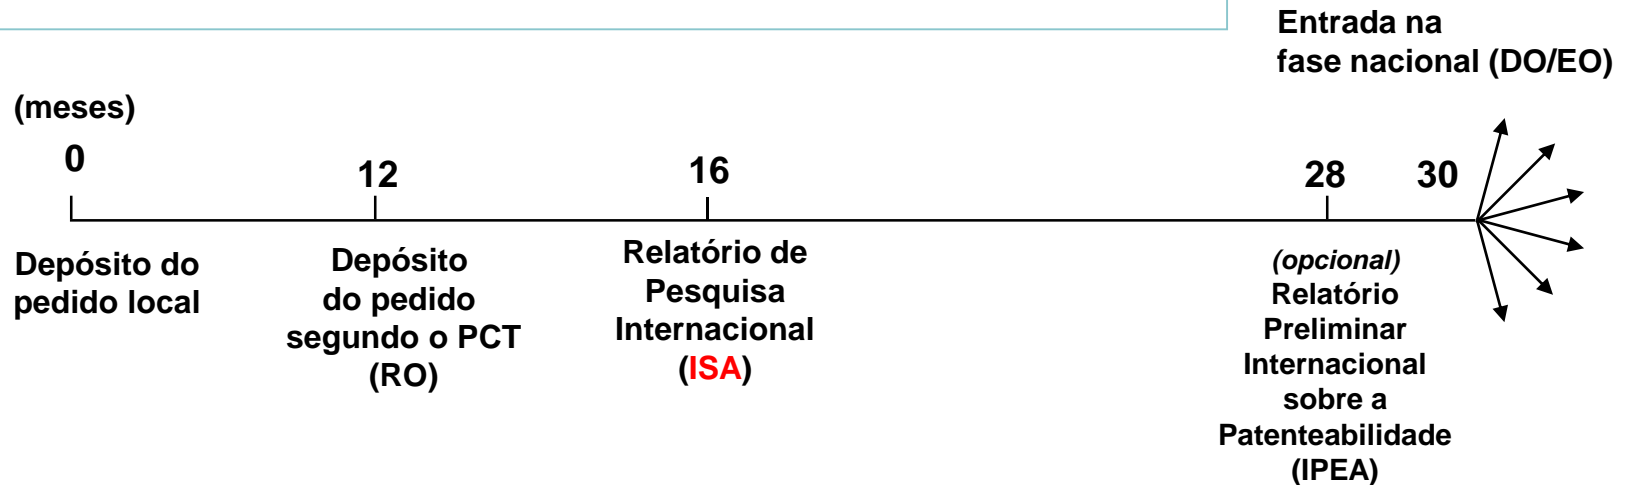 Entrada na
fase nacional (DO/EO)
(meses)
0
12
16
28
30
Depósito do
pedido local
Depósito
do pedido
segundo o PCT
(RO)
Relatório de
Pesquisa
Internacional
(ISA)
(opcional)
Relatório
Preliminar
Internacional
sobre a
Patenteabilidade
(IPEA)